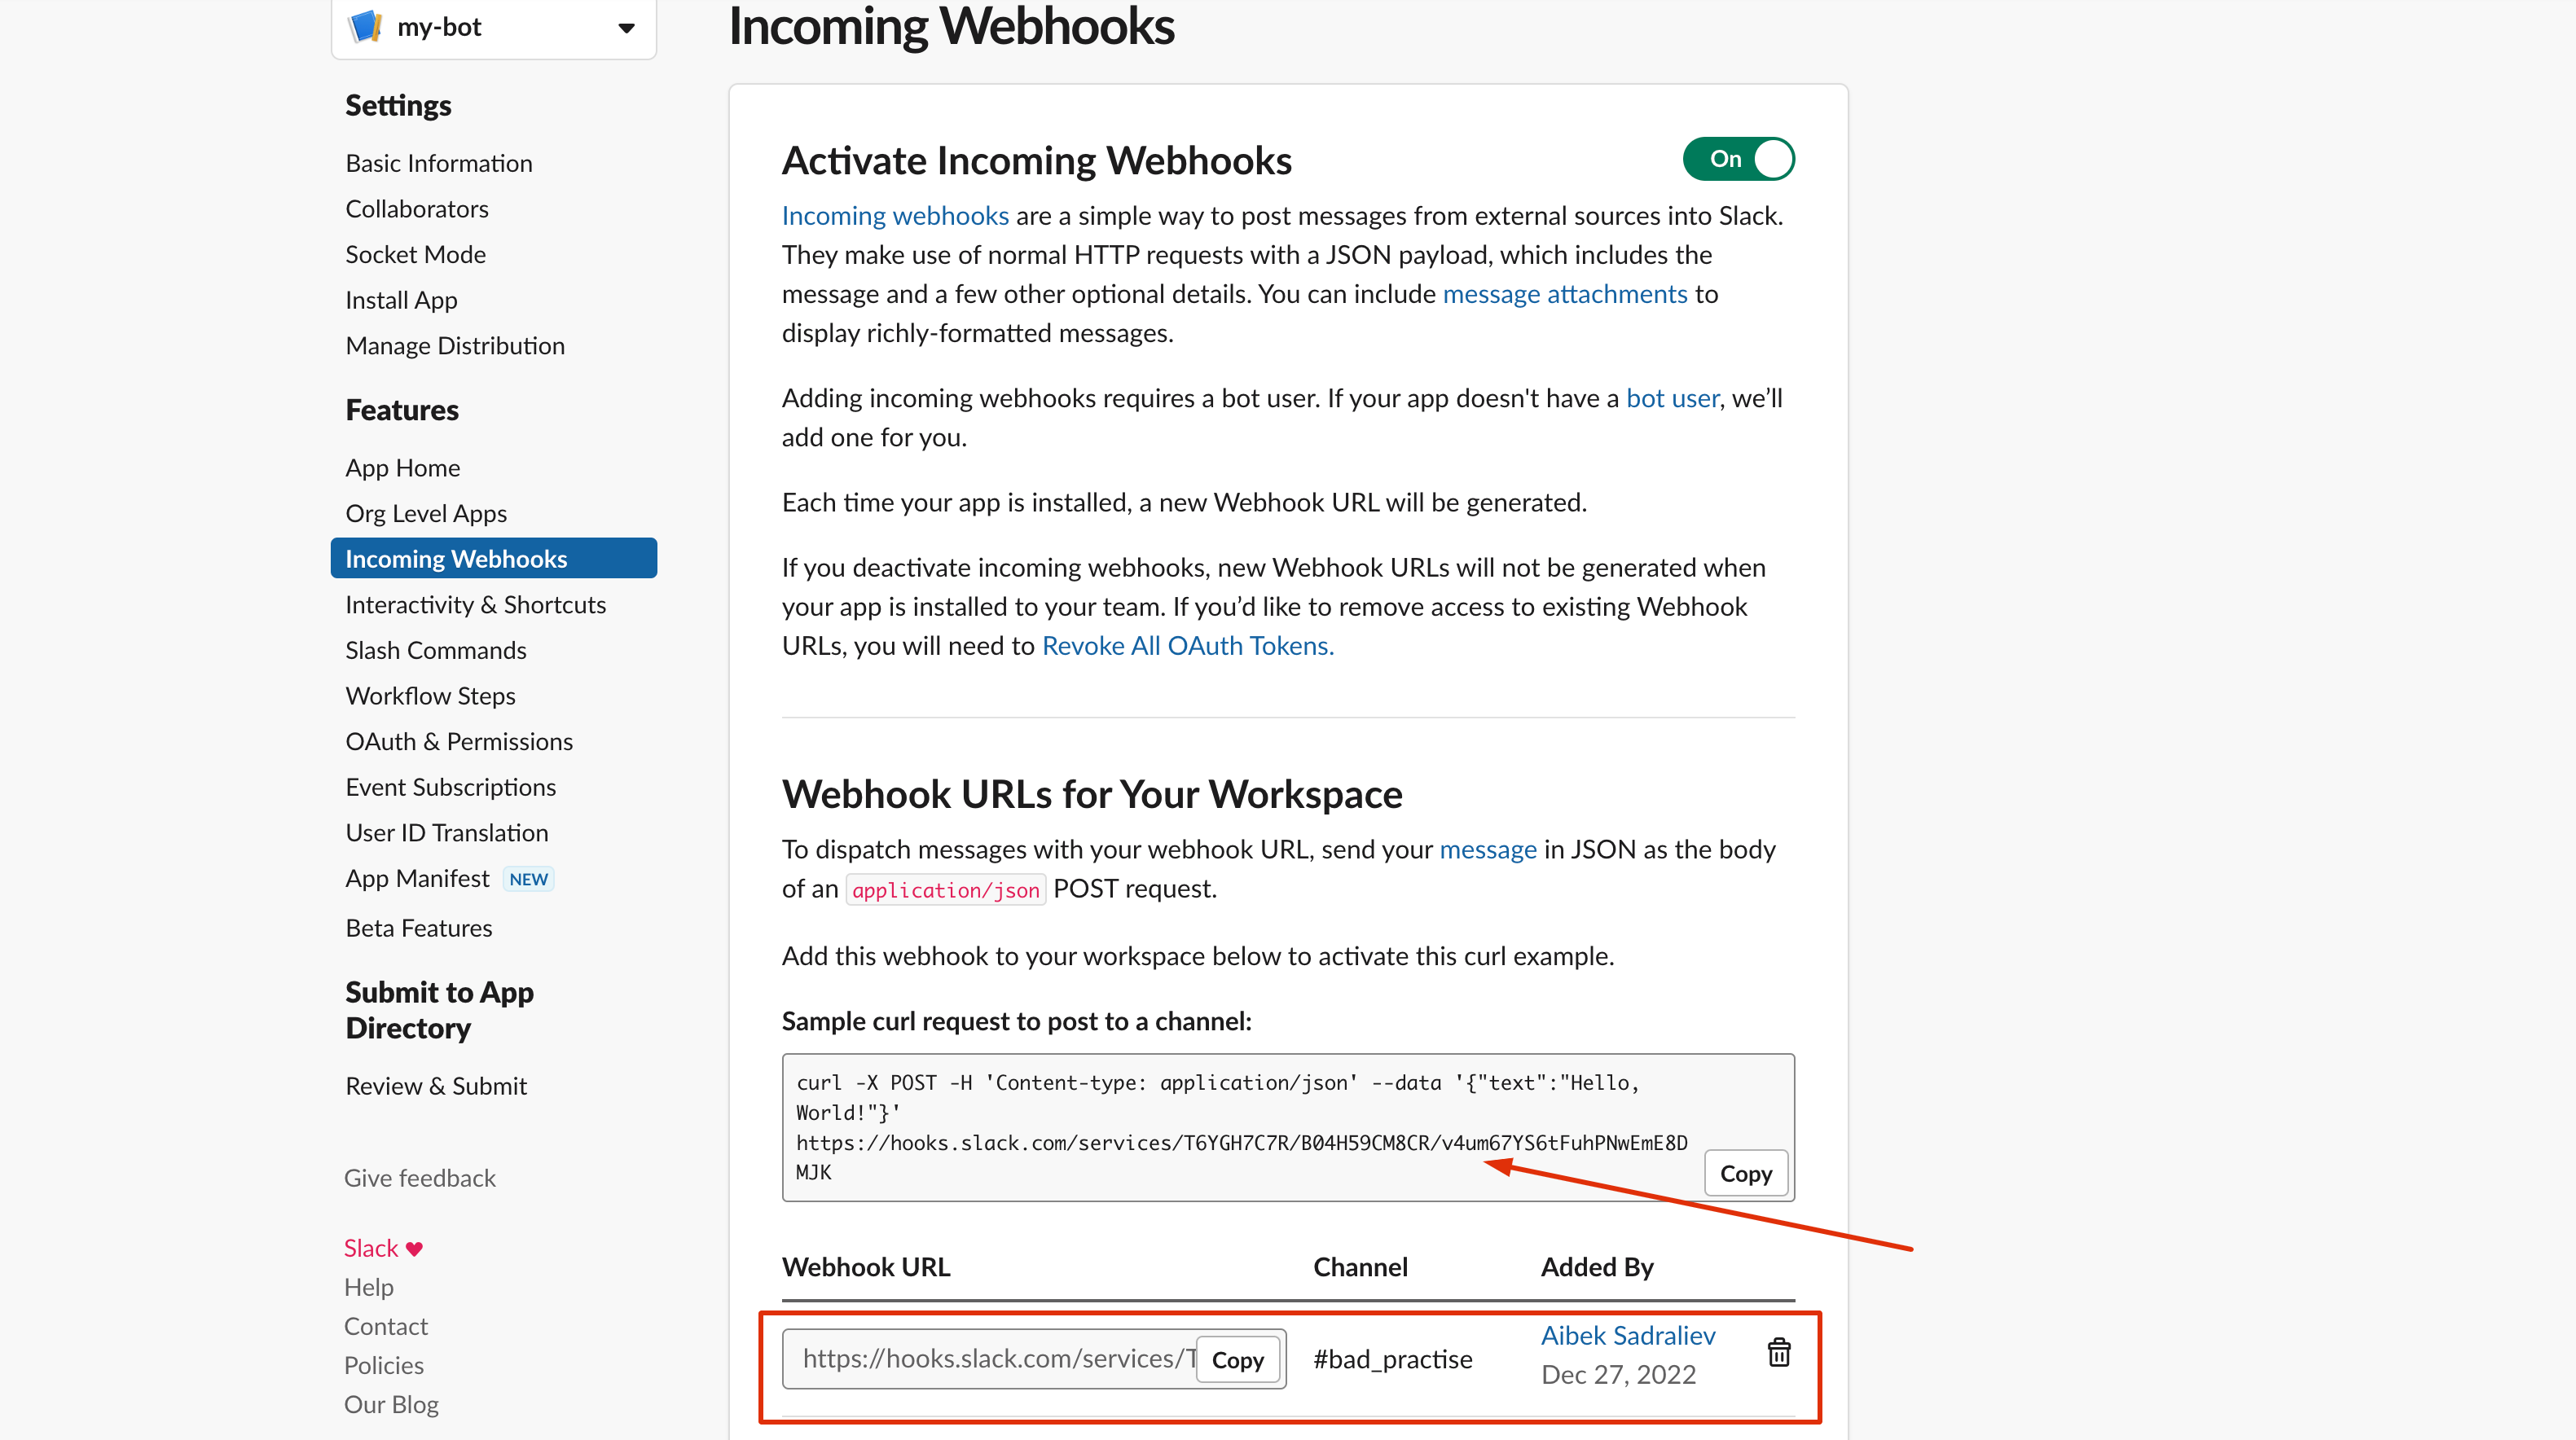 my-bot
Settings
Basic Information
Collaborators
Socket Mode
Install App
Manage Distribution
Features
App Home
Org Level Apps
Incoming Webhooks
Interactivity & Shortcuts
Slash Commands
Workflow Steps
OAuth & Permissions
Event Subscriptions
User ID Translation
App Manifest NEW
Beta Features
Submit to App
Directory
Review & Submit
Give feedback
Slack ♥
Help
Contact
Policies
Our Blog
Incoming Webhooks
Activate Incoming Webhooks
On
Incoming webhooks are a simple way to post messages from external sources into Slack.
They make use of normal HTTP requests with a JSON payload, which includes the
message and a few other optional details. You can include message attachments to
display richly-formatted messages.
Adding incoming webhooks requires a bot user. If your app doesn't have a bot user, we’ll
add one for you.
Each time your app is installed, a new Webhook URL will be generated.
If you deactivate incoming webhooks, new Webhook URLs will not be generated when
your app is installed to your team. If you’d like to remove access to existing Webhook
URLs, you will need to Revoke All OAuth Tokens.
Webhook URLs for Your Workspace
To dispatch messages with your webhook URL, send your message in JSON as the body
of an application/json POST request.
Add this webhook to your workspace below to activate this curl example.
Sample curl request to post to a channel:
curl -X POST -H 'Content-type: application/json' --data '{"text":"Hello,
World!"}'
https://hooks.slack.com/services/T6YGH7C7R/B04H59CM8CR/v4um67YS6tFuhPNwEmE8D
MJK
Copy
Webhook URL Channel Added By
https://hooks.slack.com/services/T Copy #bad_practise Aibek Sadraliev
Dec 27, 2022